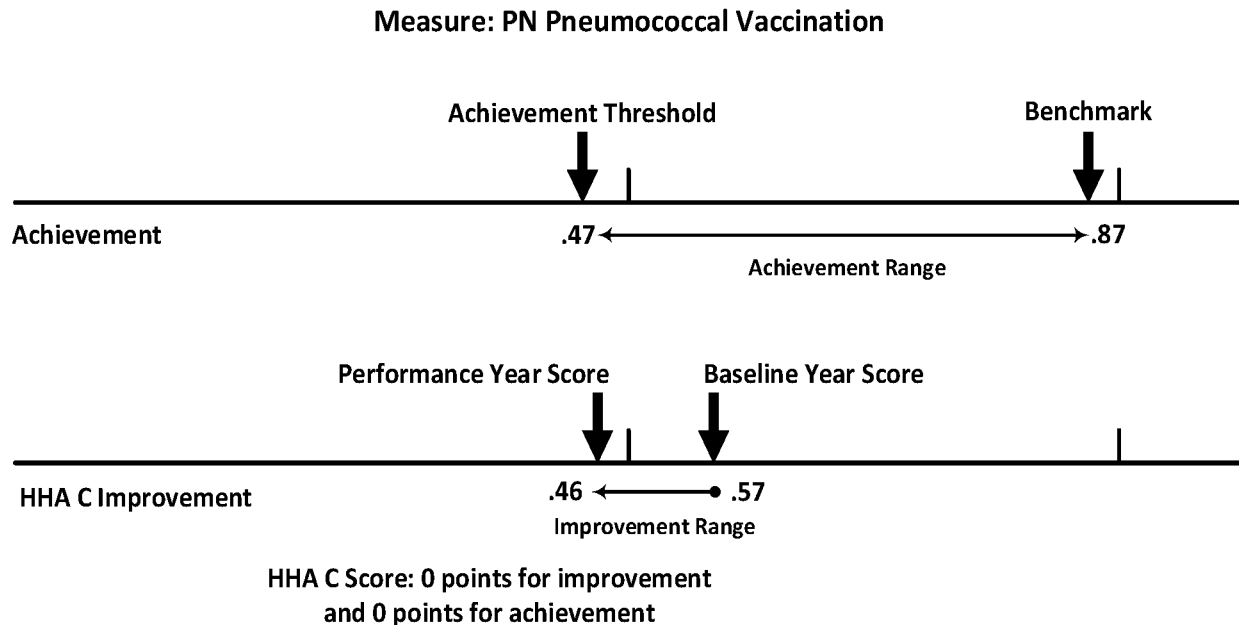 Measure: PN Pneumococcal Vaccination
Achievement Threshold
Benchmark
Achievement
.47
.87
Achievement Range
Performance Year Score
Baseline Year Score
HHA C Improvement
.46
.57
Improvement Range
HHA C Score: 0 points for improvement
and 0 points for achievement